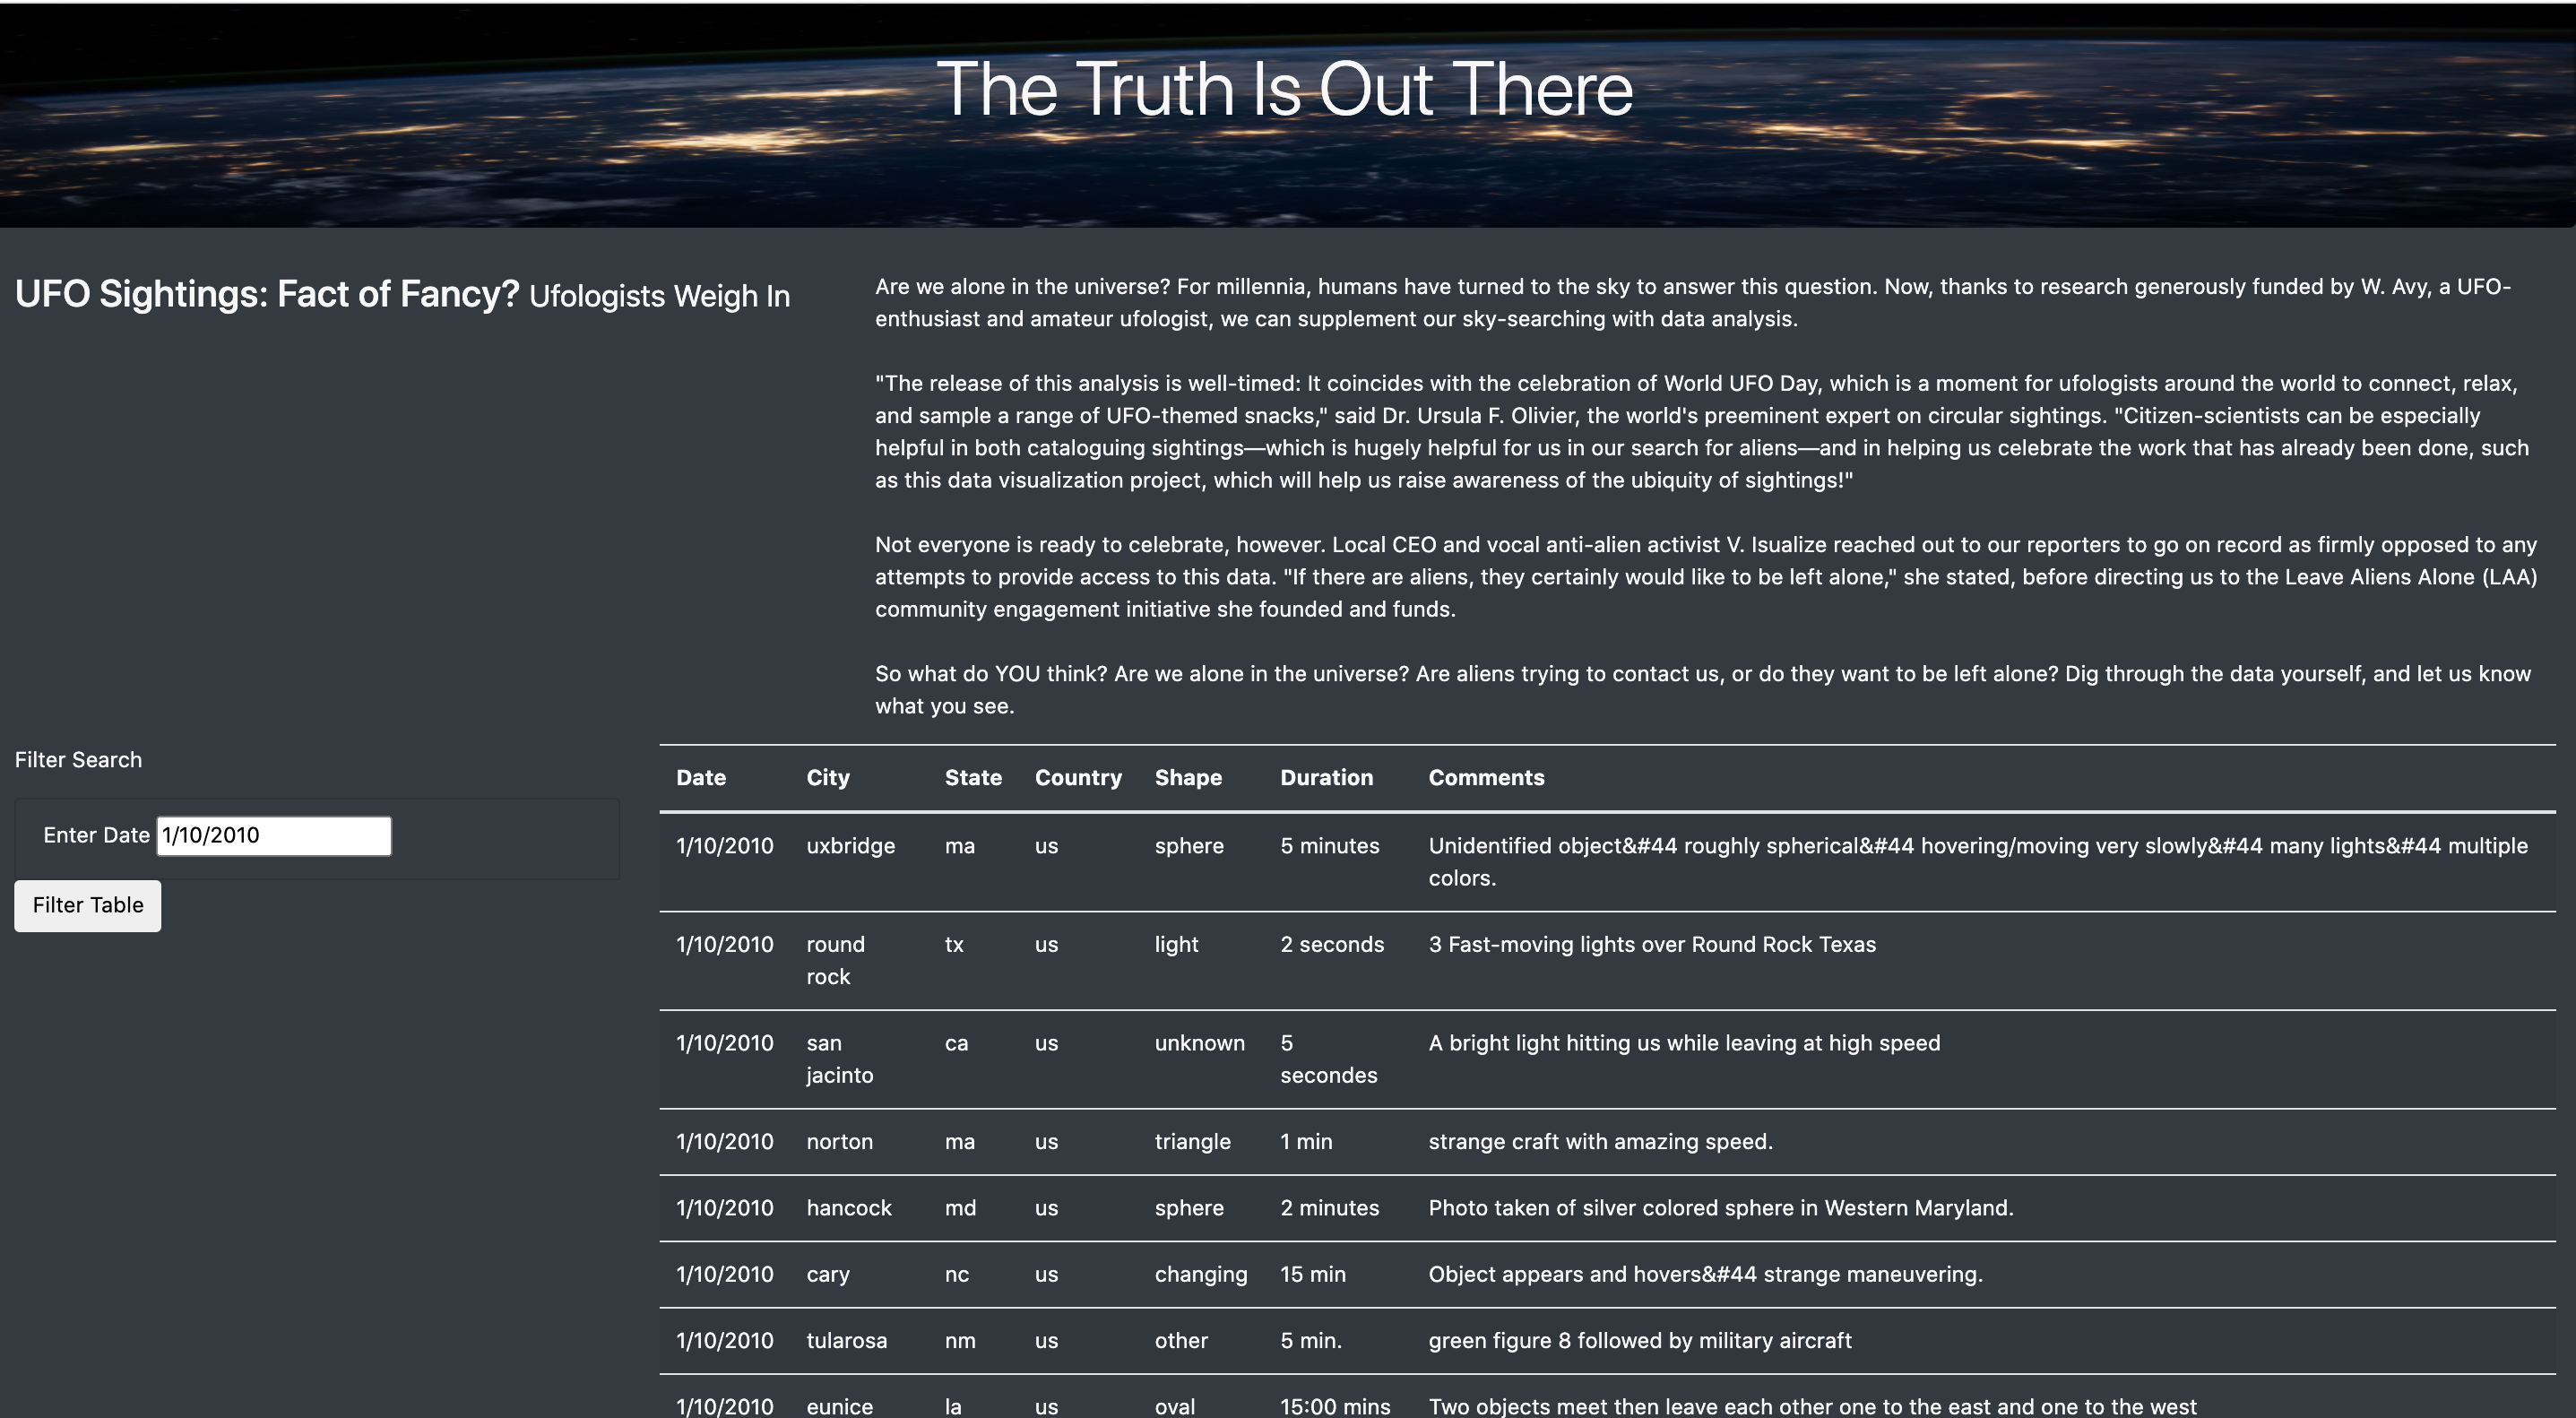 The Truth Is Out There
UFO Sightings: Fact of Fancy? Ufologists Weigh In
Are we alone in the universe? For millennia, humans have turned to the sky to answer this question. Now, thanks to research generously funded by W. Avy, a UFO-
enthusiast and amateur ufologist, we can supplement our sky-searching with data analysis.
"The release of this analysis is well-timed: It coincides with the celebration of World UFO Day, which is a moment for ufologists around the world to connect, relax,
and sample a range of UFO-themed snacks," said Dr. Ursula F. Olivier, the world's preeminent expert on circular sightings. "Citizen-scientists can be especially
helpful in both cataloguing sightings—which is hugely helpful for us in our search for aliens—and in helping us celebrate the work that has already been done, such
as this data visualization project, which will help us raise awareness of the ubiquity of sightings!"
Not everyone is ready to celebrate, however. Local CEO and vocal anti-alien activist V. Isualize reached out to our reporters to go on record as firmly opposed to any
attempts to provide access to this data. "If there are aliens, they certainly would like to be left alone," she stated, before directing us to the Leave Aliens Alone (LAA)
community engagement initiative she founded and funds.
So what do YOU think? Are we alone in the universe? Are aliens trying to contact us, or do they want to be left alone? Dig through the data yourself, and let us know
what you see.
Filter Search
Enter Date 1/10/2010
Filter Table
Date City State Country Shape Duration Comments
1/10/2010 uxbridge ma us sphere 5 minutes Unidentified object&#44 roughly spherical&#44 hovering/moving very slowly&#44 many lights&#44 multiple
colors.
1/10/2010 round tx us light 2 seconds 3 Fast-moving lights over Round Rock Texas
rock
1/10/2010 san ca us unknown 5 A bright light hitting us while leaving at high speed
jacinto secondes
1/10/2010 norton ma us triangle 1 min strange craft with amazing speed.
1/10/2010 hancock md us sphere 2 minutes Photo taken of silver colored sphere in Western Maryland.
1/10/2010 cary nc us changing 15 min Object appears and hovers&#44 strange maneuvering.
1/10/2010 tularosa nm us other 5 min. green figure 8 followed by military aircraft
1/10/2010 eunice la us oval 15:00 mins Two objects meet then leave each other one to the east and one to the west